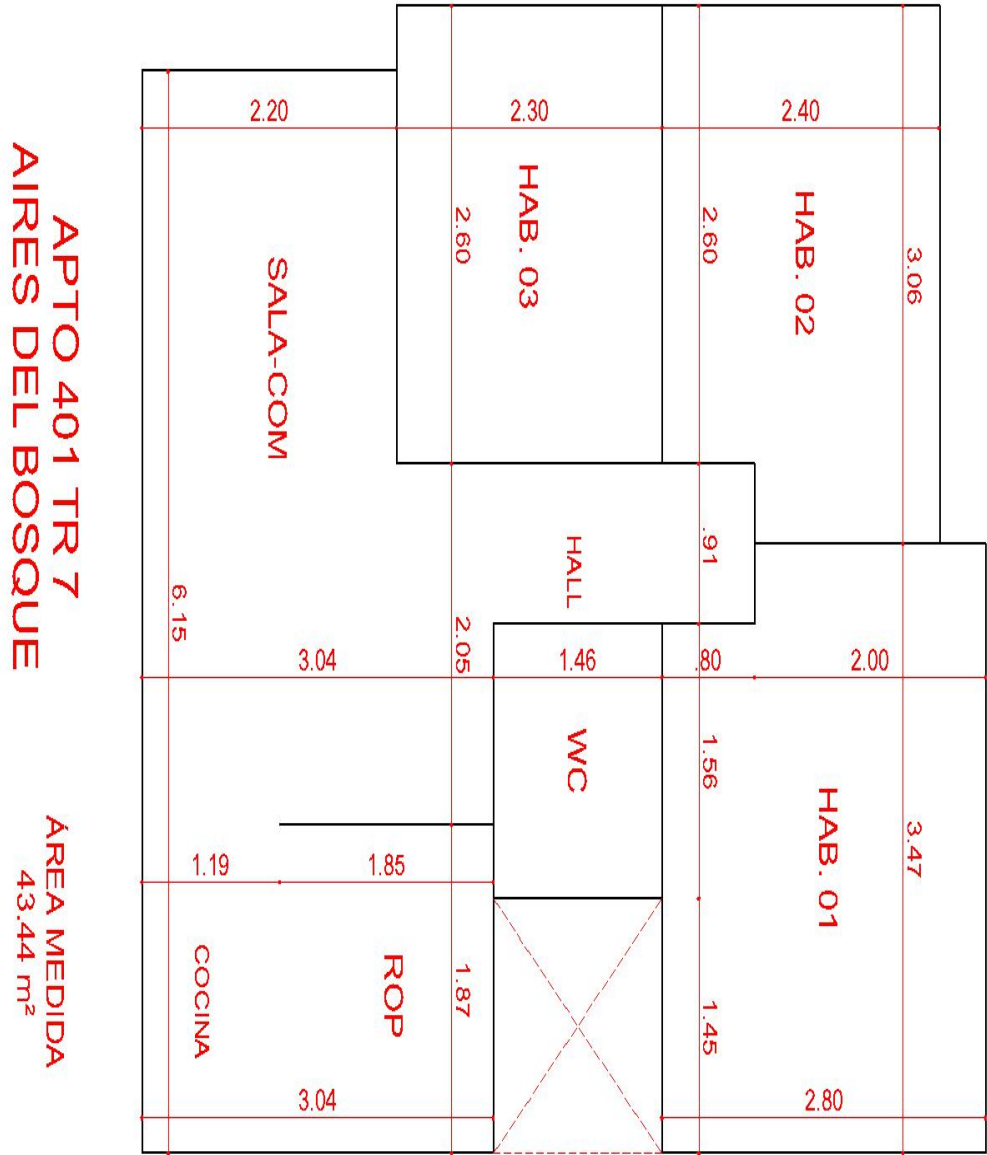 2.20
2.30
2.40
HAB. 03
HAB. 02
2.60
2.60
3.06
SALA-COM
APTO 401 TR 7
AIRES DEL BOSQUE
HALL
.91
6.15
2.05
3.04
1.46
.80
2.00
WC
1.56
HAB. 01
3.47
1.19
1.85
COCINA
ROP
1.87
1.45
3.04
2.80
ÁREA MEDIDA
43.44 m²